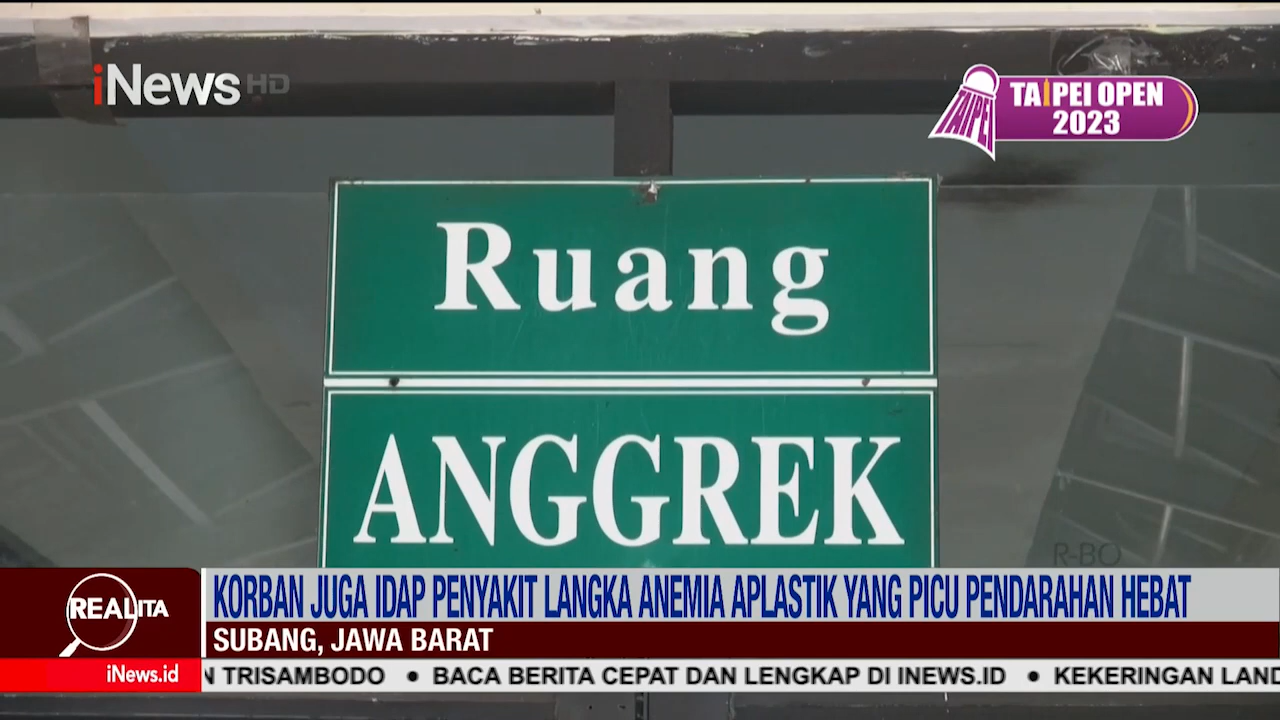 iNews HD
TAIPEI
TAIPEI OPEN
2023
Ruang
ANGGREK
R-BO
REALITA
KORBAN JUGA IDAP PENYAKIT LANGKA ANEMIA APLASTIK YANG PICU PENDARAHAN HEBAT
SUBANG, JAWA BARAT
iNews.id
N TRISAMBODO • BACA BERITA CEPAT DAN LENGKAP DI INEWS.ID • KEKERINGAN LAND